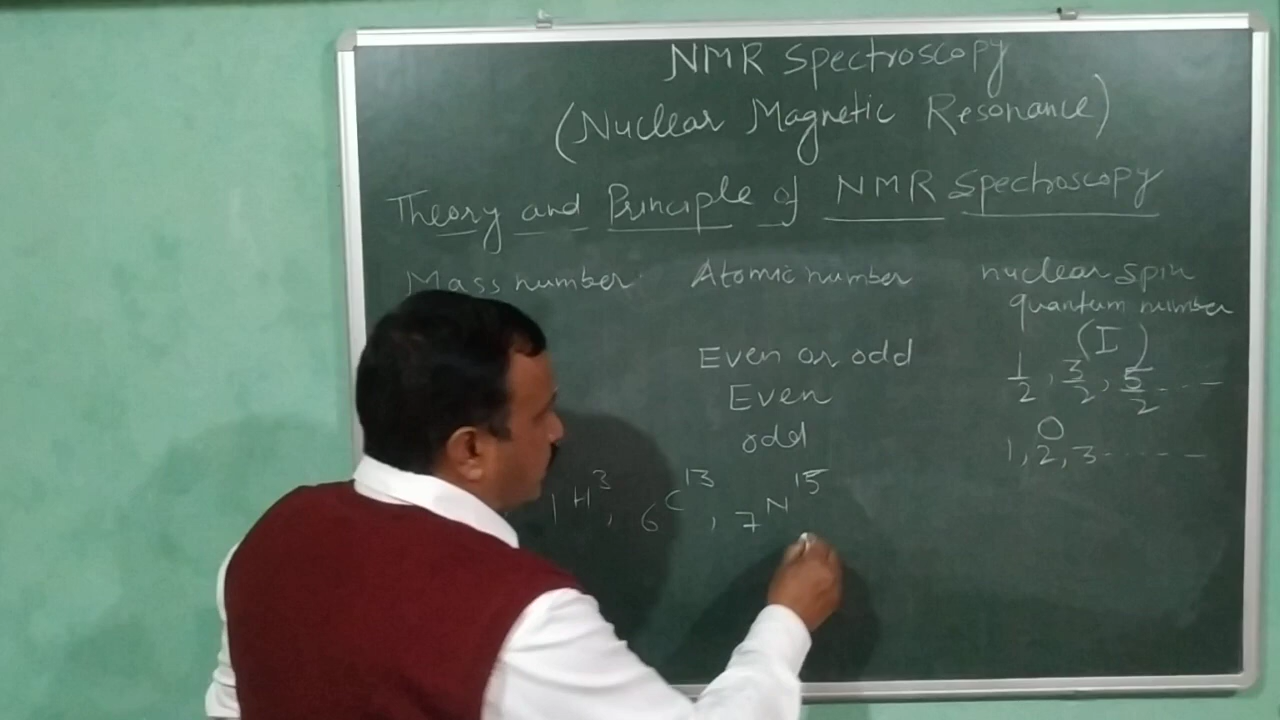 NMR Spectroscopy
(Nuclear Magnetic Resonance)
Theory and Principle of NMR Spectroscopy
Mass number Atomic number nuclear spin
quantum number
(I)
Even or odd 1/2, 3/2, 5/2 - - - -
Even 0
odd 1, 2, 3 - - - - - -
1H³, 6C¹³, 7N¹⁵